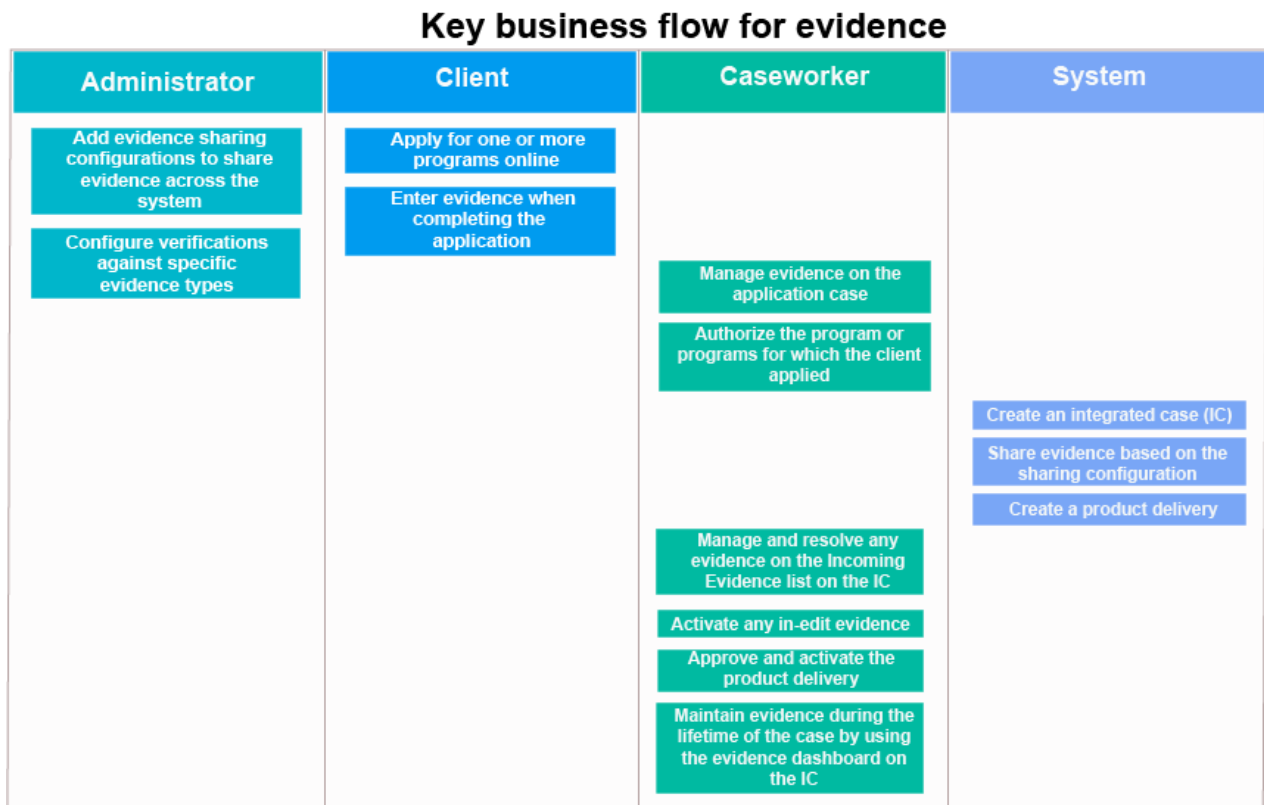 Key business flow for evidence
Administrator
Client
Caseworker
System
Add evidence sharing
configurations to share
evidence across the
system
Configure verifications
against specific
evidence types
Apply for one or more
programs online
Enter evidence when
completing the
application
Manage evidence on the
application case
Authorize the program or
programs for which the client
applied
Create an integrated case (IC)
Share evidence based on the
sharing configuration
Create a product delivery
Manage and resolve any
evidence on the Incoming
Evidence list on the IC
Activate any in-edit evidence
Approve and activate the
product delivery
Maintain evidence during the
lifetime of the case by using
the evidence dashboard on
the IC